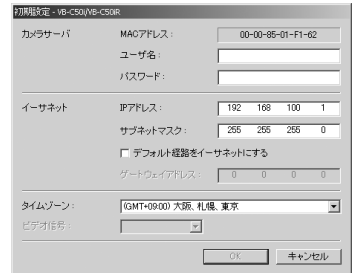 初期設定 - VB-C50i/VB-C50iR
カメラサーバ
MACアドレス： 00-00-85-01-F1-62
ユーザ名：
パスワード：
イーサネット
IPアドレス： 192 168 100 1
サブネットマスク： 255 255 255 0
デフォルト経路をイーサネットにする
ゲートウェイアドレス： 0 0 0 0
タイムゾーン： (GMT+09:00) 大阪、札幌、東京
ビデオ信号：
OK キャンセル